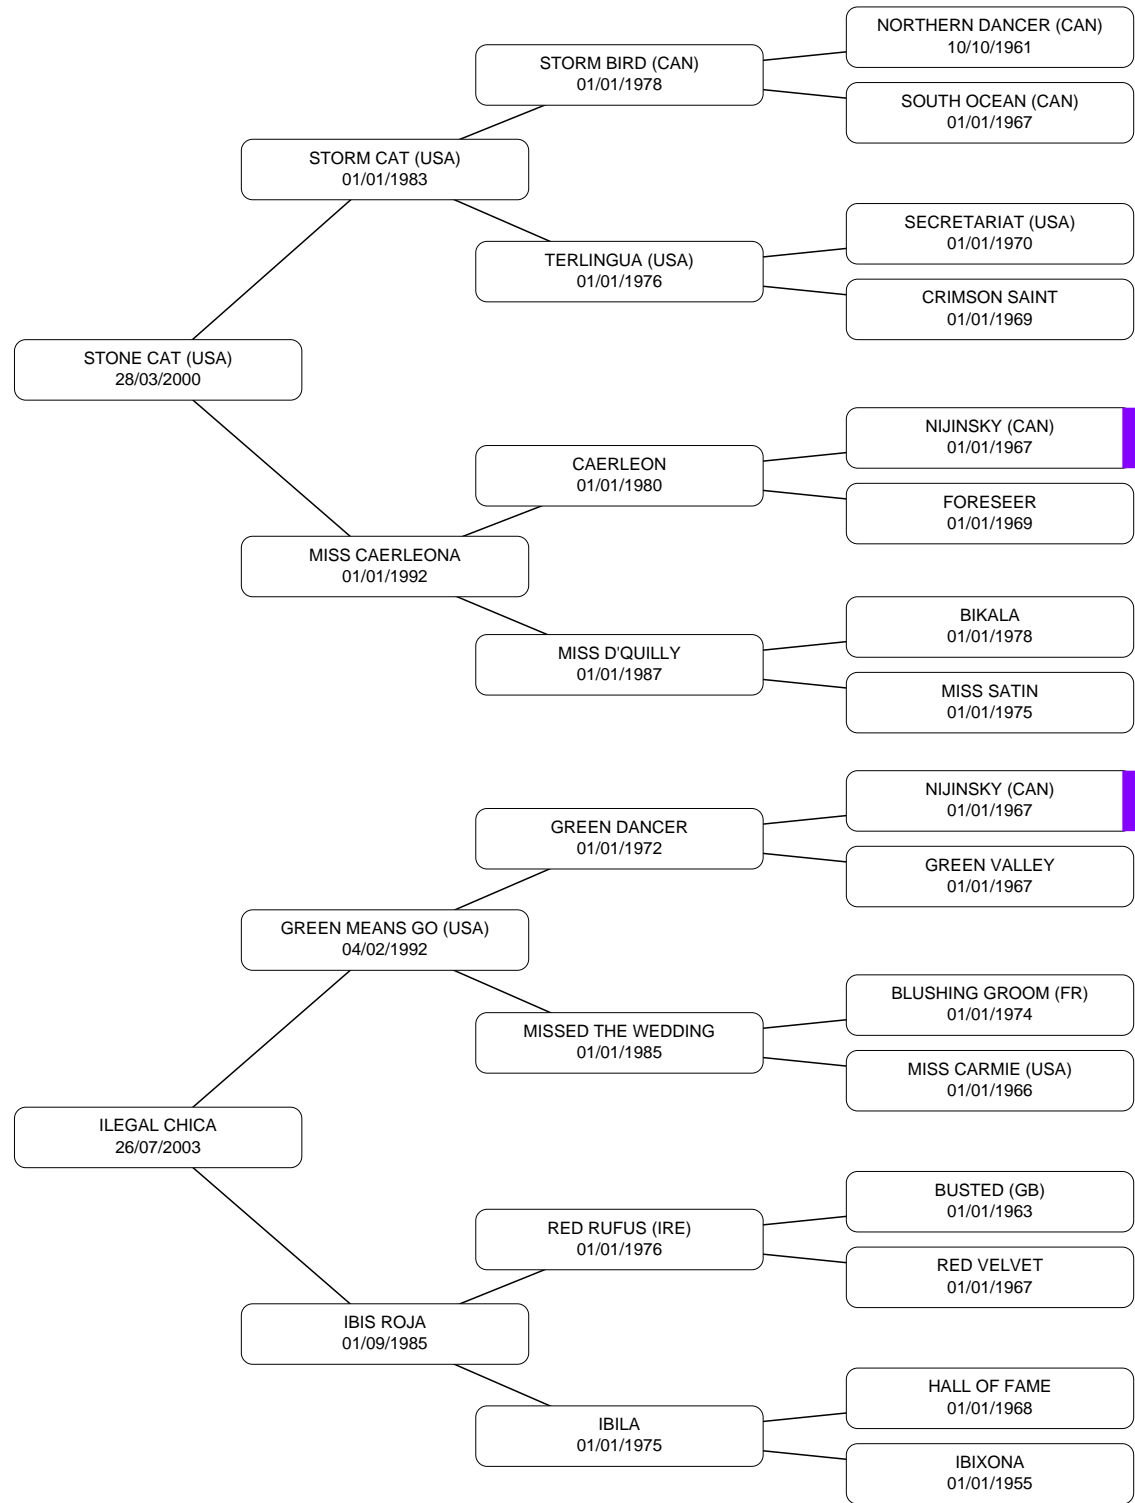 NORTHERN DANCER (CAN)
10/10/1961
STORM BIRD (CAN)
01/01/1978
SOUTH OCEAN (CAN)
01/01/1967
STORM CAT (USA)
01/01/1983
SECRETARIAT (USA)
01/01/1970
TERLINGUA (USA)
01/01/1976
CRIMSON SAINT
01/01/1969
STONE CAT (USA)
28/03/2000
NIJINSKY (CAN)
01/01/1967
CAERLEON
01/01/1980
FORESEER
01/01/1969
MISS CAERLEONA
01/01/1992
BIKALA
01/01/1978
MISS D'QUILLY
01/01/1987
MISS SATIN
01/01/1975
NIJINSKY (CAN)
01/01/1967
GREEN DANCER
01/01/1972
GREEN VALLEY
01/01/1967
GREEN MEANS GO (USA)
04/02/1992
BLUSHING GROOM (FR)
01/01/1974
MISSED THE WEDDING
01/01/1985
MISS CARMIE (USA)
01/01/1966
ILEGAL CHICA
26/07/2003
BUSTED (GB)
01/01/1963
RED RUFUS (IRE)
01/01/1976
RED VELVET
01/01/1967
IBIS ROJA
01/09/1985
HALL OF FAME
01/01/1968
IBILA
01/01/1975
IBIXONA
01/01/1955